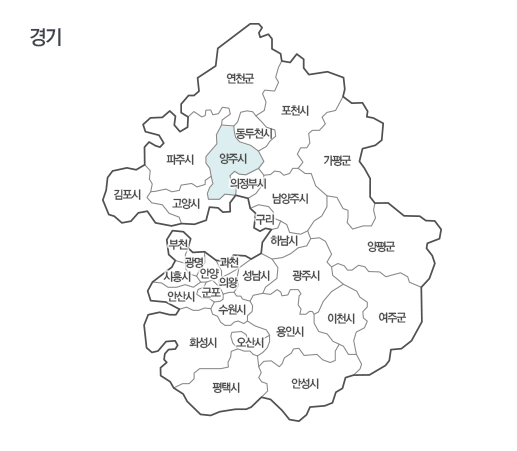 경기
연천군
포천시
동두천시
파주시
양주시
가평군
의정부시
김포시
고양시
남양주시
구리
부천
하남시
양평군
광명
과천
시흥시
안양
의왕
성남시
광주시
안산시
군포
수원시
이천시
여주군
화성시
오산시
용인시
평택시
안성시